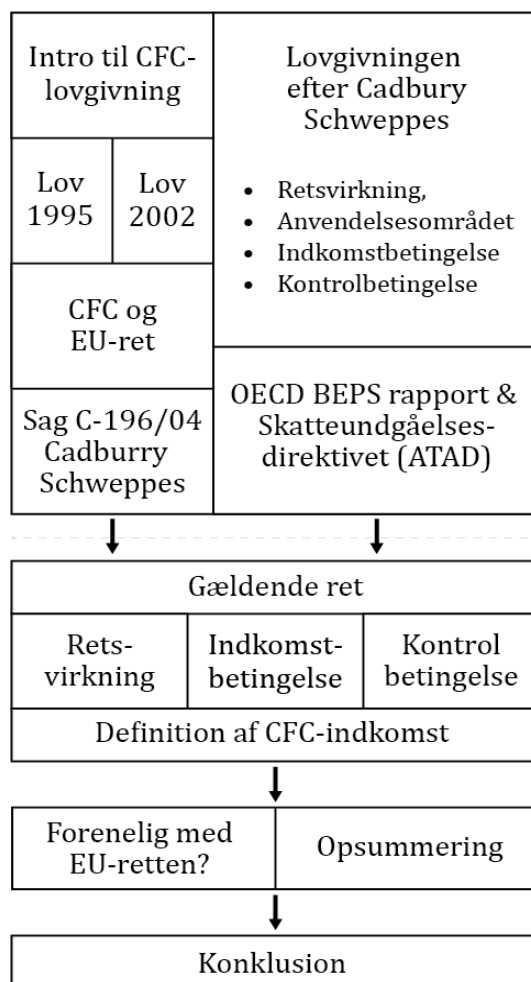 Intro til CFC-
lovgivning
Lov
1995
Lov
2002
CFC og
EU-ret
Sag C-196/04
Cadburry
Schweppes
Lovgivningen
efter Cadbury
Schweppes
• Retsvirkning,
• Anvendelsesområdet
• Indkomstbetingelse
• Kontrolbetingelse
OECD BEPS rapport &
Skatteundgåelses-
direktivet (ATAD)
Gældende ret
Rets-
virkning
Indkomst-
betingelse
Kontrol
betingelse
Definition af CFC-indkomst
Forenelig med
EU-retten?
Opsummering
Konklusion